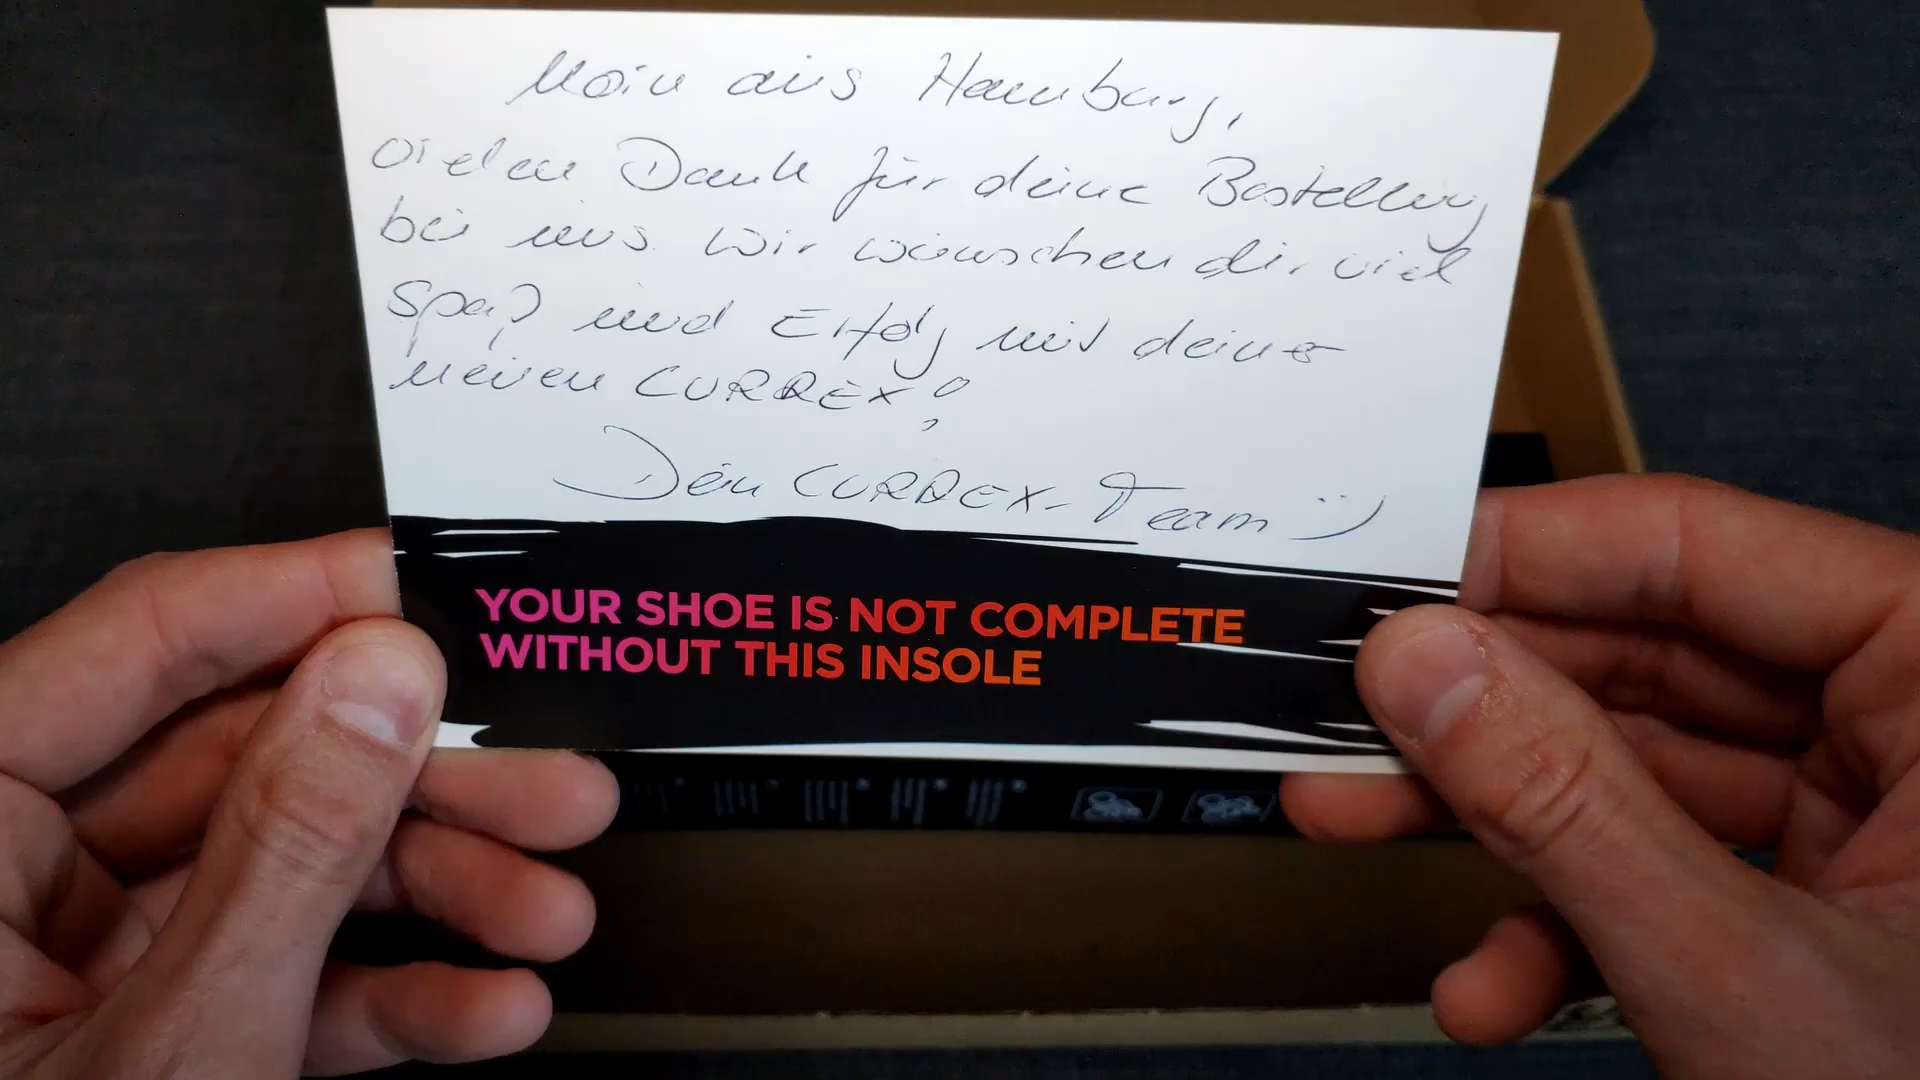 Moin aus Hamburg,
vielen Dank für deine Bestellung
bei uns. Wir wünschen dir viel
Spaß und Erfolg mit deine
neuen CURREX!
Dein CURREX-Team :)
YOUR SHOE IS NOT COMPLETE
WITHOUT THIS INSOLE